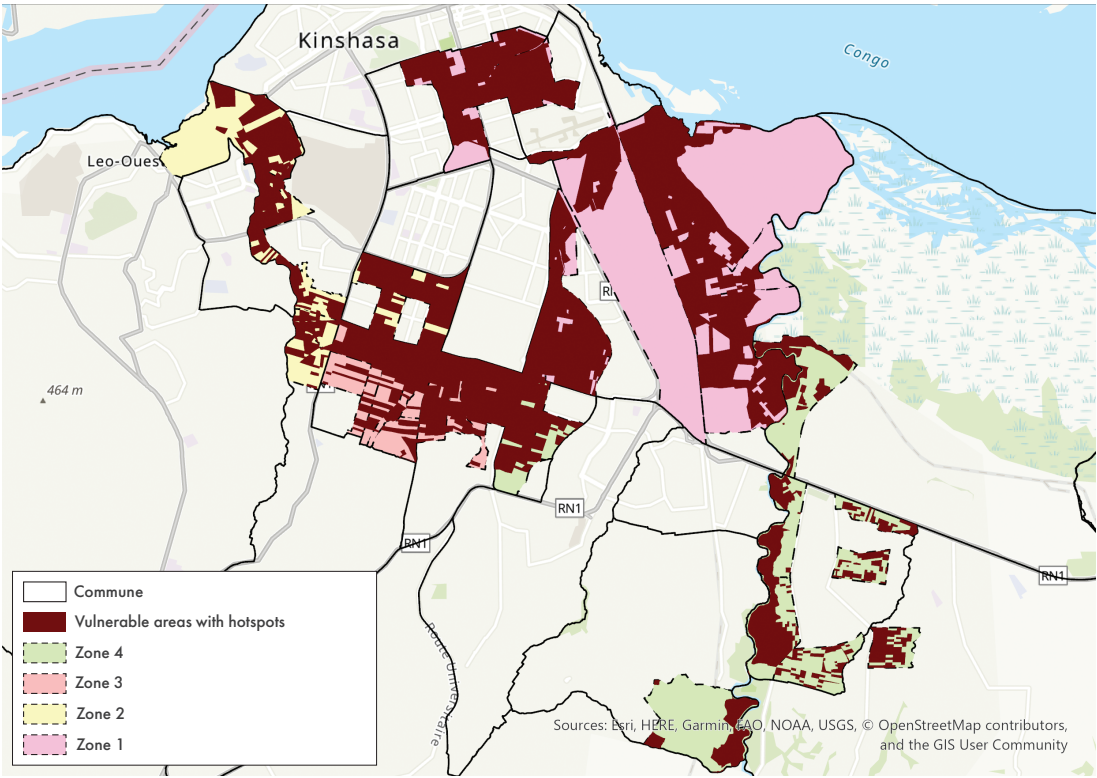 Kinshasa
Congo
Leo-Oues
464 m
RN1
RN1
RN1
Route Universitaire
Commune
Vulnerable areas with hotspots
Zone 4
Zone 3
Zone 2
Zone 1
Sources: Esri, HERE, Garmin, FAO, NOAA, USGS, © OpenStreetMap contributors,
and the GIS User Community